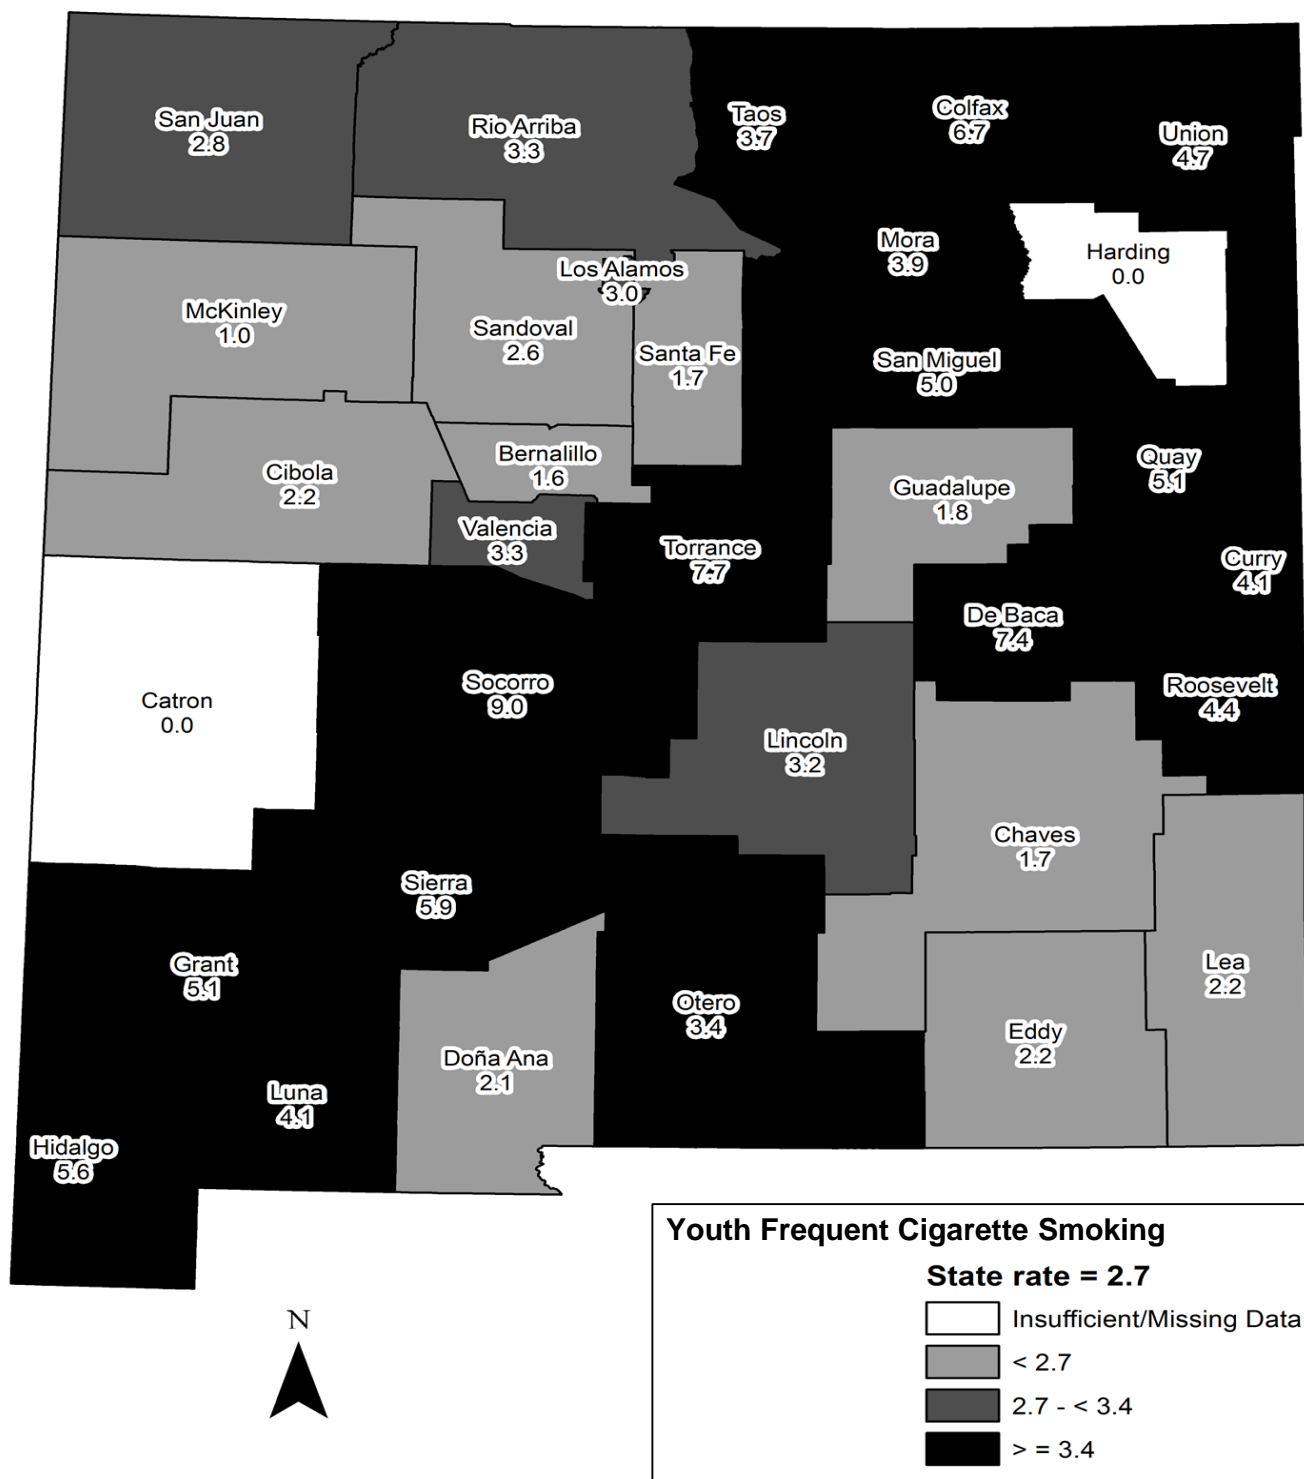 San Juan
2.8
Rio Arriba
3.3
Taos
3.7
Colfax
6.7
Union
4.7
Mora
3.9
Harding
0.0
Los Alamos
3.0
McKinley
1.0
Sandoval
2.6
Santa Fe
1.7
San Miguel
5.0
Cibola
2.2
Bernalillo
1.6
Quay
5.1
Guadalupe
1.8
Valencia
3.3
Torrance
7.7
Curry
4.1
De Baca
7.4
Socorro
9.0
Roosevelt
4.4
Catron
0.0
Lincoln
3.2
Chaves
1.7
Sierra
5.9
Grant
5.1
Otero
3.4
Lea
2.2
Eddy
2.2
Doña Ana
2.1
Luna
4.1
Hidalgo
5.6
Youth Frequent Cigarette Smoking
State rate = 2.7
Insufficient/Missing Data
< 2.7
2.7 - < 3.4
> = 3.4
N